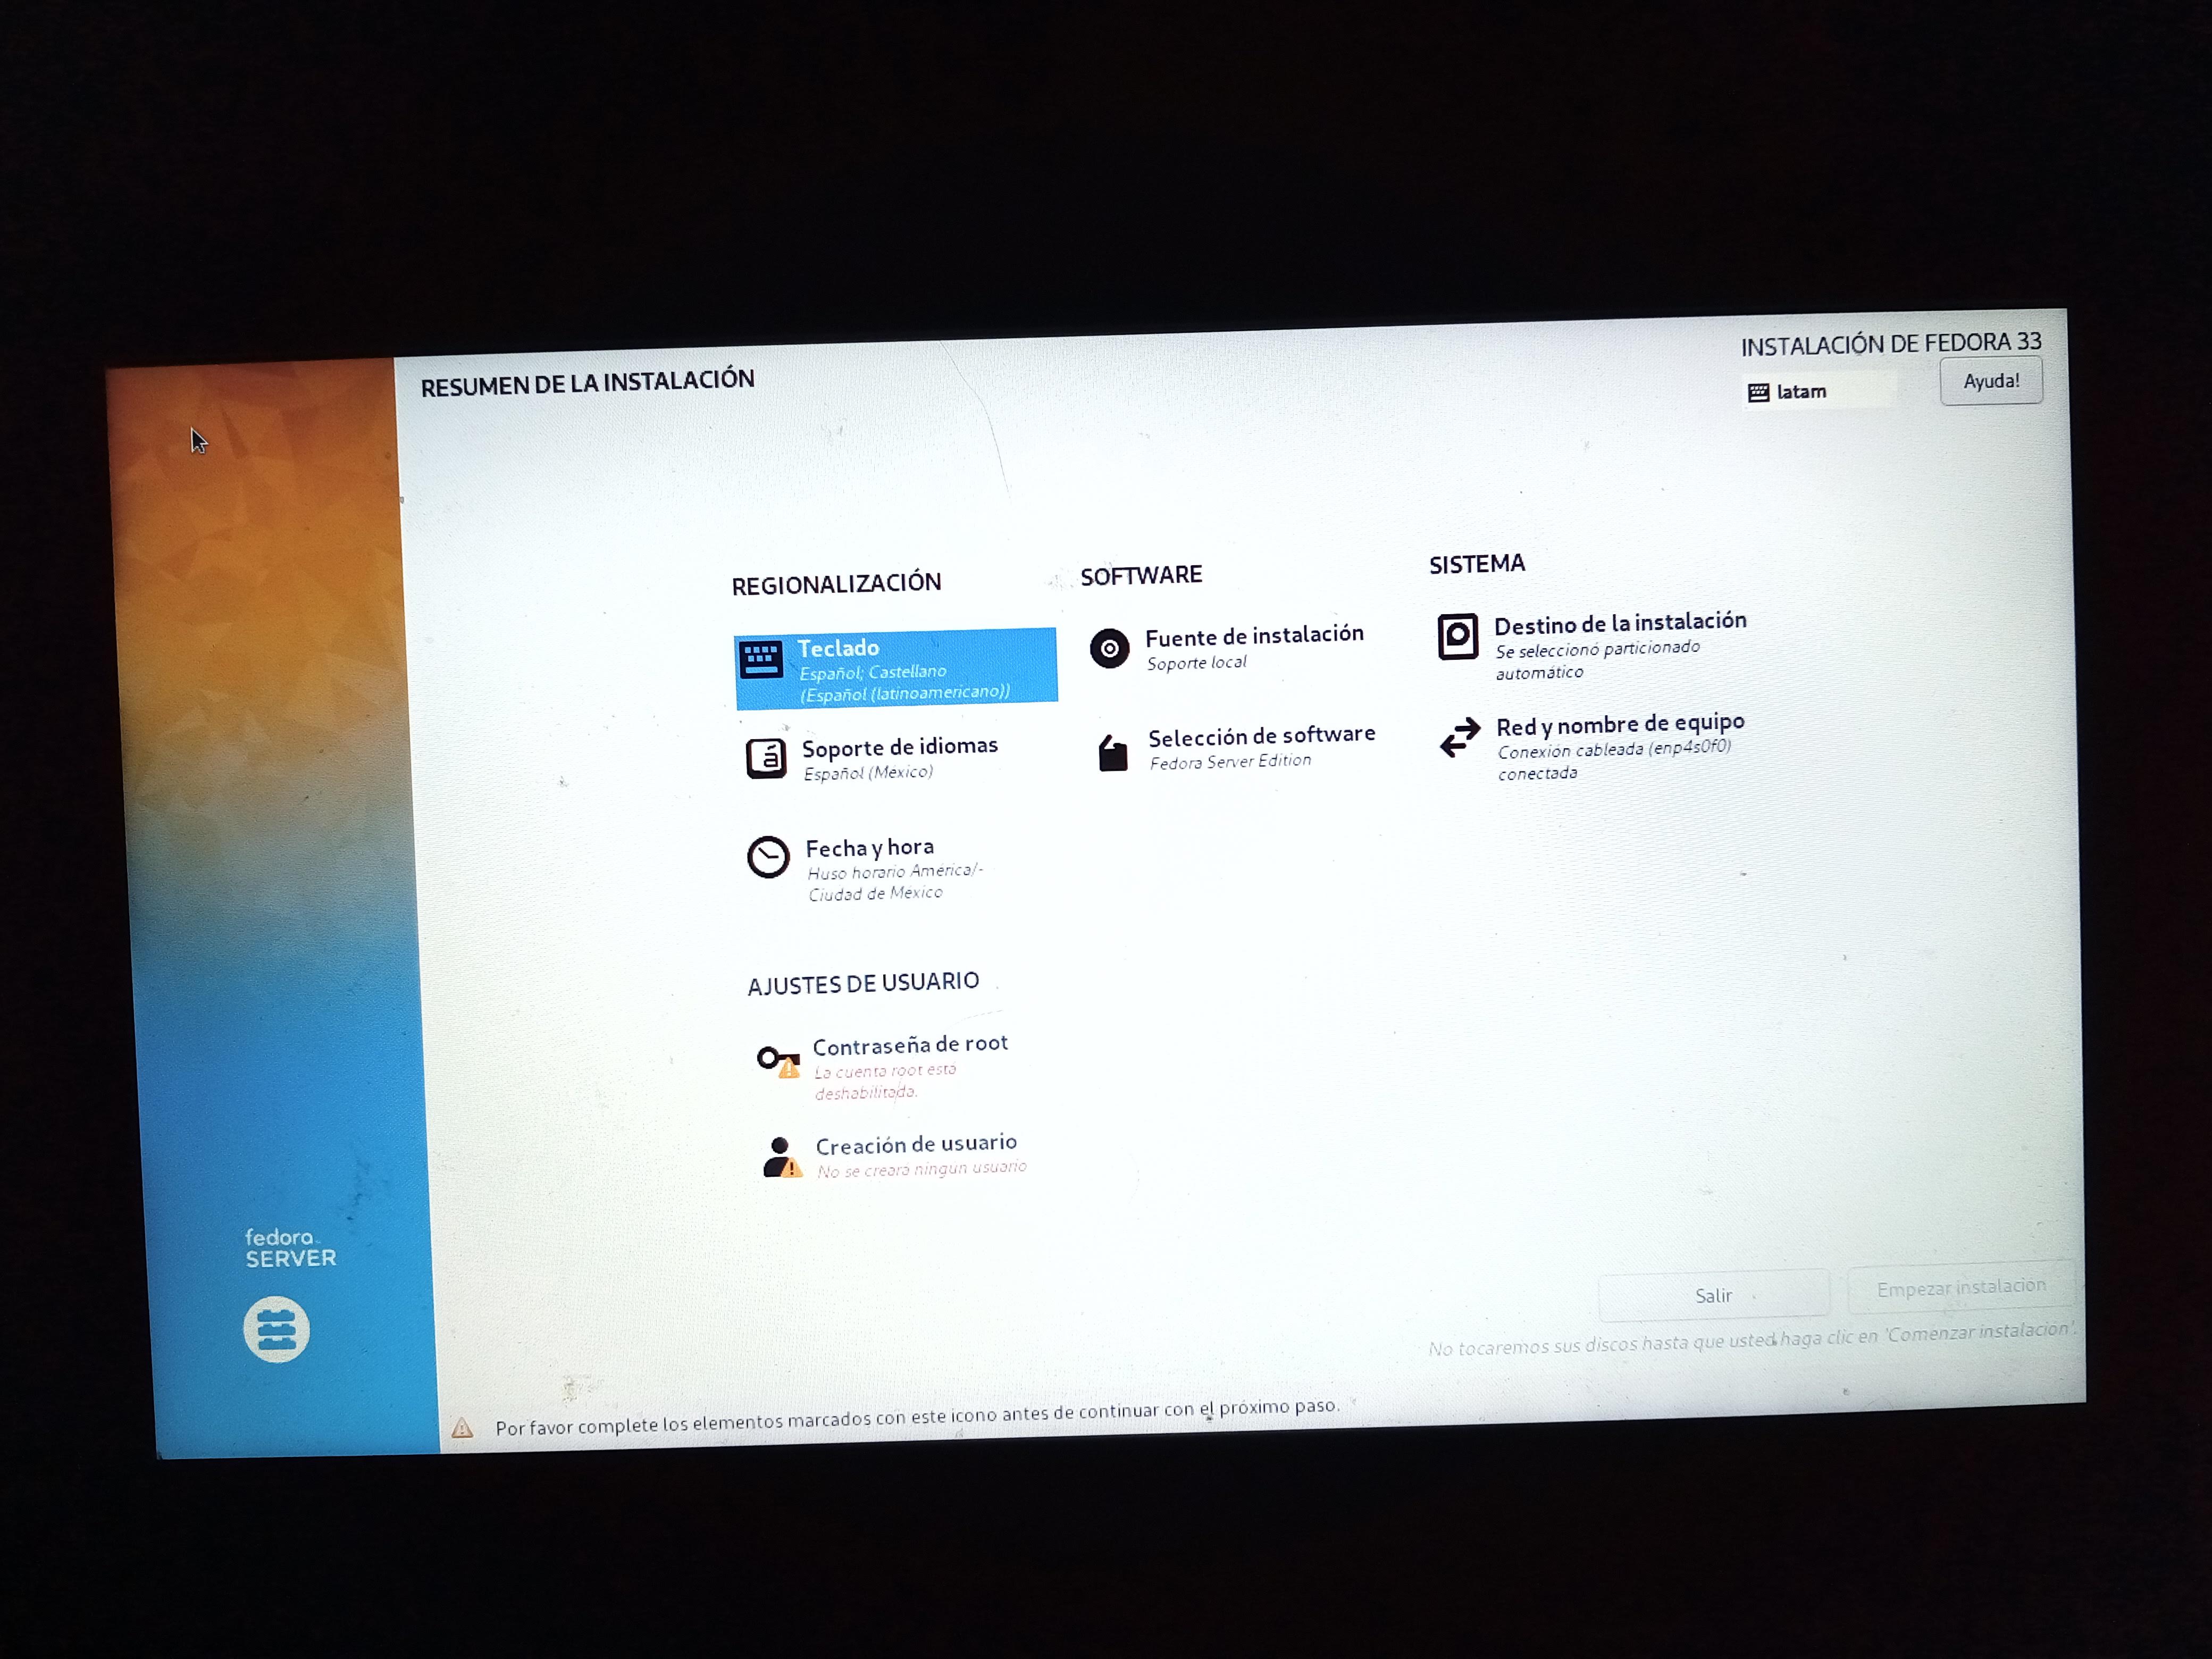 RESUMEN DE LA INSTALACIÓN
INSTALACIÓN DE FEDORA 33
latam
Ayuda!
REGIONALIZACIÓN
Teclado
Español; Castellano
(Español (latinoamericano))
Soporte de idiomas
Español (México)
Fecha y hora
Huso horario América/-
Ciudad de México
SOFTWARE
Fuente de instalación
Soporte local
Selección de software
Fedora Server Edition
SISTEMA
Destino de la instalación
Se seleccionó particionado
automático
Red y nombre de equipo
Conexión cableada (enp4s0f0)
conectada
AJUSTES DE USUARIO
Contraseña de root
La cuenta root está
deshabilitada.
Creación de usuario
No se creará ningún usuario
fedora
SERVER
Salir
Empezar instalación
No tocaremos sus discos hasta que usted haga clic en 'Comenzar instalación'.
Por favor complete los elementos marcados con este icono antes de continuar con el próximo paso.